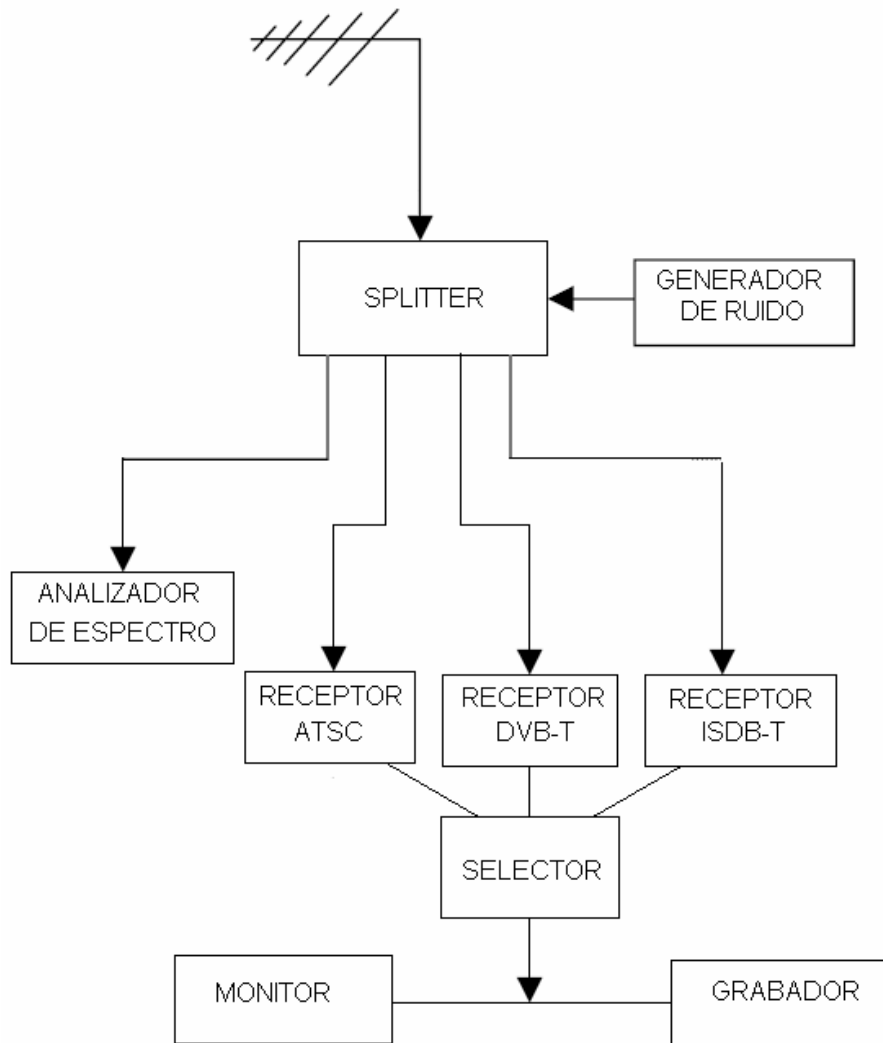 SPLITTER
GENERADOR
DE RUIDO
ANALIZADOR
DE ESPECTRO
RECEPTOR
ATSC
RECEPTOR
DVB-T
RECEPTOR
ISDB-T
SELECTOR
MONITOR
GRABADOR